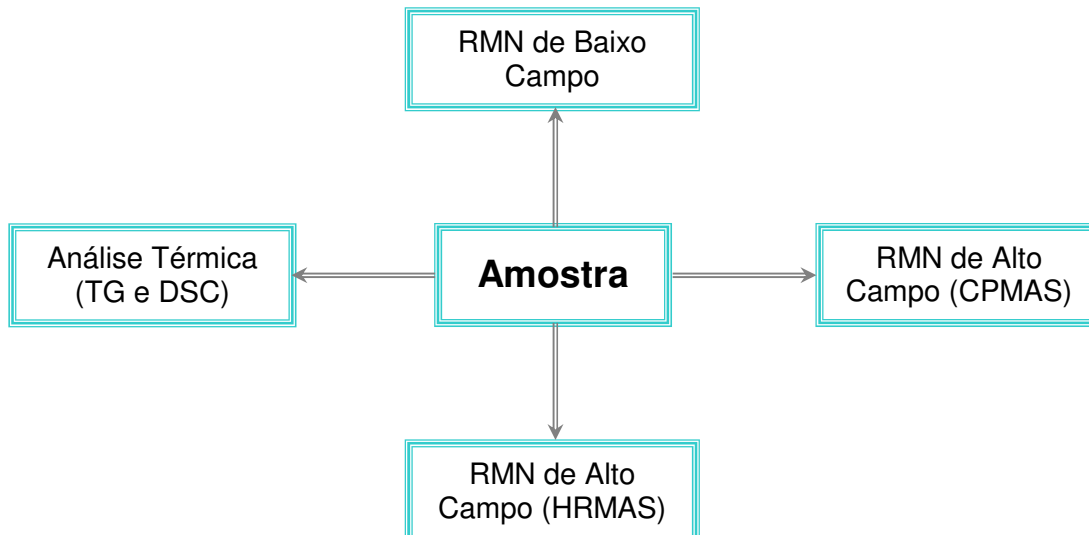 RMN de Baixo
Campo
Análise Térmica
(TG e DSC)
Amostra
RMN de Alto
Campo (CPMAS)
RMN de Alto
Campo (HRMAS)